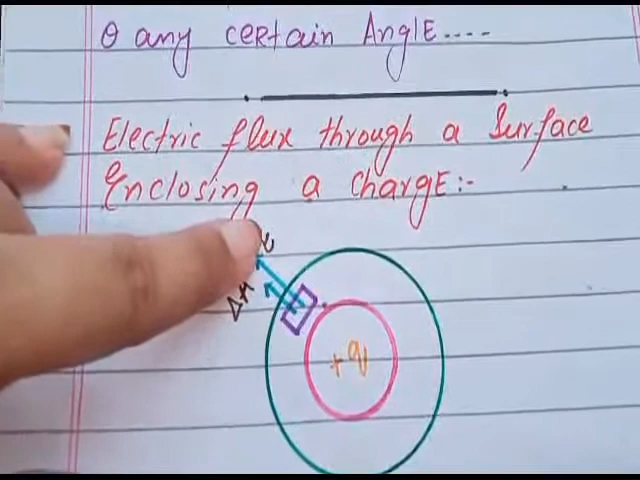 θ any certain Angle....
Electric flux through a Surface
Enclosing a charge:-
ΔA
+q